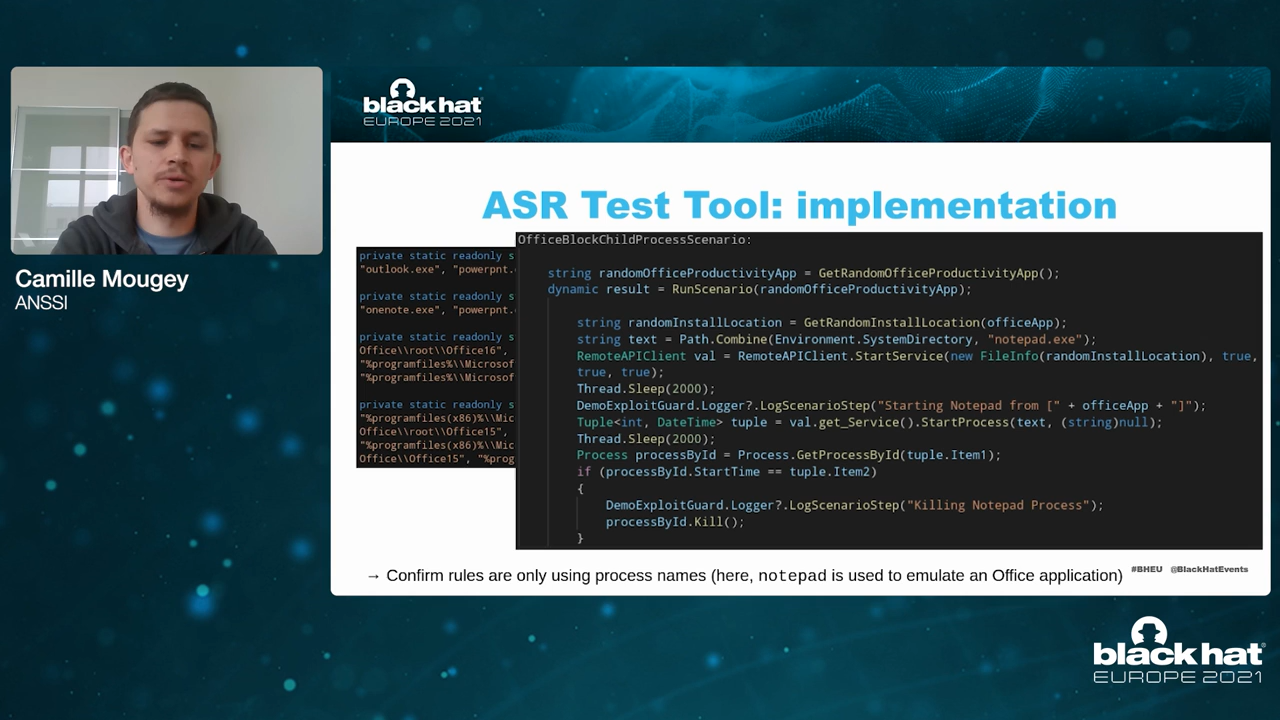 black hat
EUROPE 2021
Camille Mougey
ANSSI
ASR Test Tool: implementation
private static readonly s
"outlook.exe", "powerpnt.
private static readonly s
"onenote.exe", "powerpnt.
private static readonly s
Office\\root\\Office16",
"%programfiles%\\Microsof
"%programfiles%\\Microsof
private static readonly s
"%programfiles(x86)%\\Mic
Office\\root\\Office15",
"%programfiles(x86)%\\Mic
Office\\Office15", "%prog
OfficeBlockChildProcessScenario:
string randomOfficeProductivityApp = GetRandomOfficeProductivityApp();
dynamic result = RunScenario(randomOfficeProductivityApp);
string randomInstallLocation = GetRandomInstallLocation(officeApp);
string text = Path.Combine(Environment.SystemDirectory, "notepad.exe");
RemoteAPIClient val = RemoteAPIClient.StartService(new FileInfo(randomInstallLocation), true,
true, true);
Thread.Sleep(2000);
DemoExploitGuard.Logger?.LogScenarioStep("Starting Notepad from [" + officeApp + "]");
Tuple<int, DateTime> tuple = val.get_Service().StartProcess(text, (string)null);
Thread.Sleep(2000);
Process processById = Process.GetProcessById(tuple.Item1);
if (processById.StartTime == tuple.Item2)
{
DemoExploitGuard.Logger?.LogScenarioStep("Killing Notepad Process");
processById.Kill();
}
→ Confirm rules are only using process names (here, notepad is used to emulate an Office application)
#BHEU @BlackHatEvents
black hat
EUROPE 2021